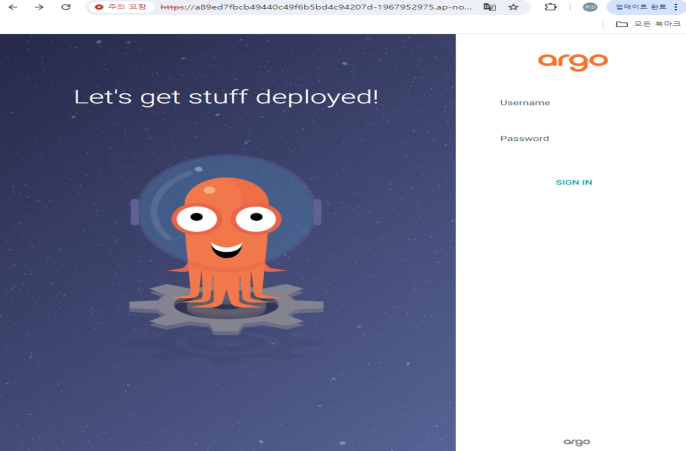 주의 요함 https://a89ed7fbcb49440c49f6b5bd4c94207d-1967952975.ap-no... 업데이트 완료
모든 북마크
argo
Let's get stuff deployed!
Username
Password
SIGN IN
argo